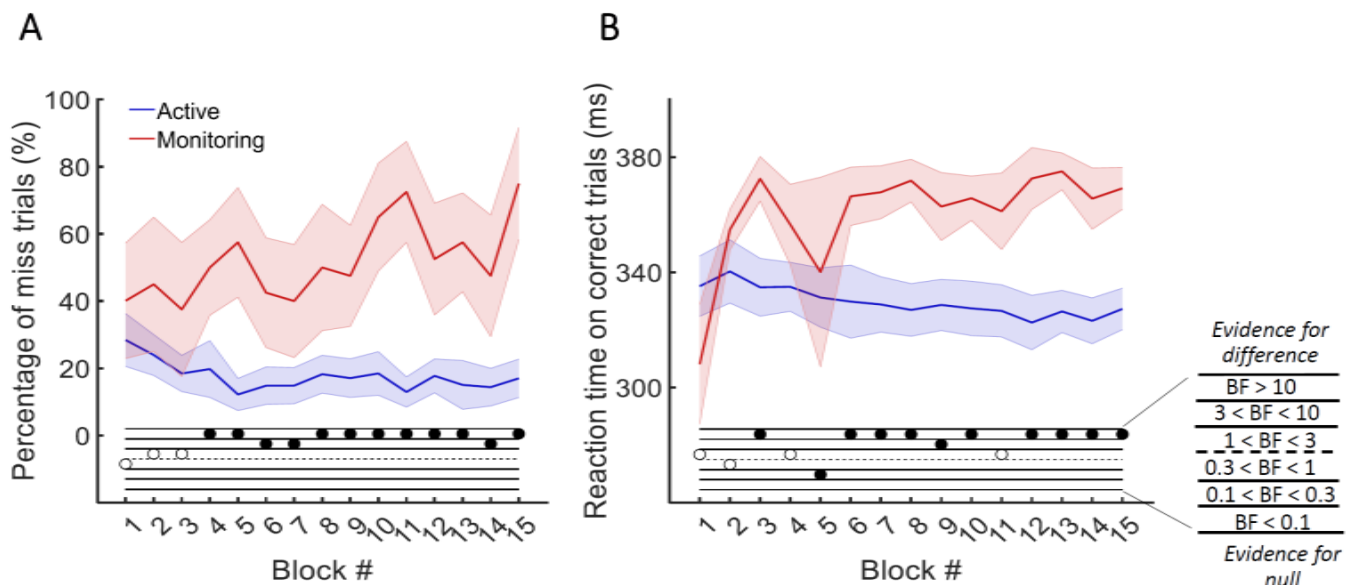 A
Percentage of miss trials (%)
100
80
60
40
20
0
Active
Monitoring
1 2 3 4 5 6 7 8 9 10 11 12 13 14 15
Block #
B
Reaction time on correct trials (ms)
380
340
300
1 2 3 4 5 6 7 8 9 10 11 12 13 14 15
Block #
Evidence for
difference
BF > 10
3 < BF < 10
1 < BF < 3
0.3 < BF < 1
0.1 < BF < 0.3
BF < 0.1
Evidence for
null